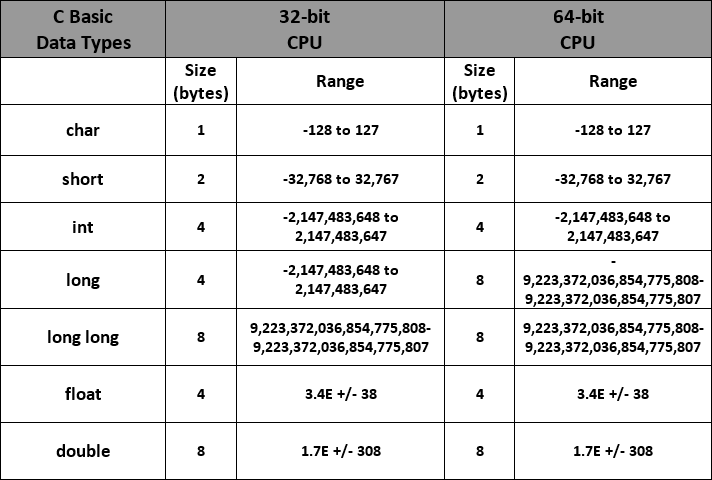 C Basic
Data Types
32-bit
CPU
64-bit
CPU
Size
(bytes)
Range
Size
(bytes)
Range
char
1
-128 to 127
1
-128 to 127
short
2
-32,768 to 32,767
2
-32,768 to 32,767
int
4
-2,147,483,648 to
2,147,483,647
4
-2,147,483,648 to
2,147,483,647
long
4
-2,147,483,648 to
2,147,483,647
8
-
9,223,372,036,854,775,808-
9,223,372,036,854,775,807
long long
8
9,223,372,036,854,775,808-
9,223,372,036,854,775,807
8
9,223,372,036,854,775,808-
9,223,372,036,854,775,807
float
4
3.4E +/- 38
4
3.4E +/- 38
double
8
1.7E +/- 308
8
1.7E +/- 308